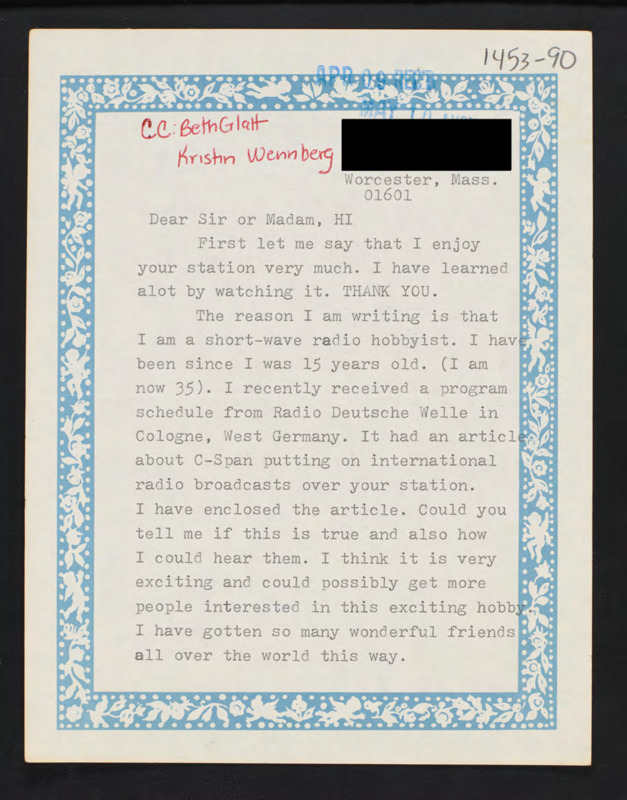 1453-90
APR 09 REC'D
MAY 10
CC: Beth Glatt
Kristin Wennberg
Worcester, Mass.
01601
Dear Sir or Madam, HI
First let me say that I enjoy
your station very much. I have learned
alot by watching it. THANK YOU.
The reason I am writing is that
I am a short-wave radio hobbyist. I have
been since I was 15 years old. (I am
now 35). I recently received a program
schedule from Radio Deutsche Welle in
Cologne, West Germany. It had an article
about C-Span putting on international
radio broadcasts over your station.
I have enclosed the article. Could you
tell me if this is true and also how
I could hear them. I think it is very
exciting and could possibly get more
people interested in this exciting hobby.
I have gotten so many wonderful friends
all over the world this way.